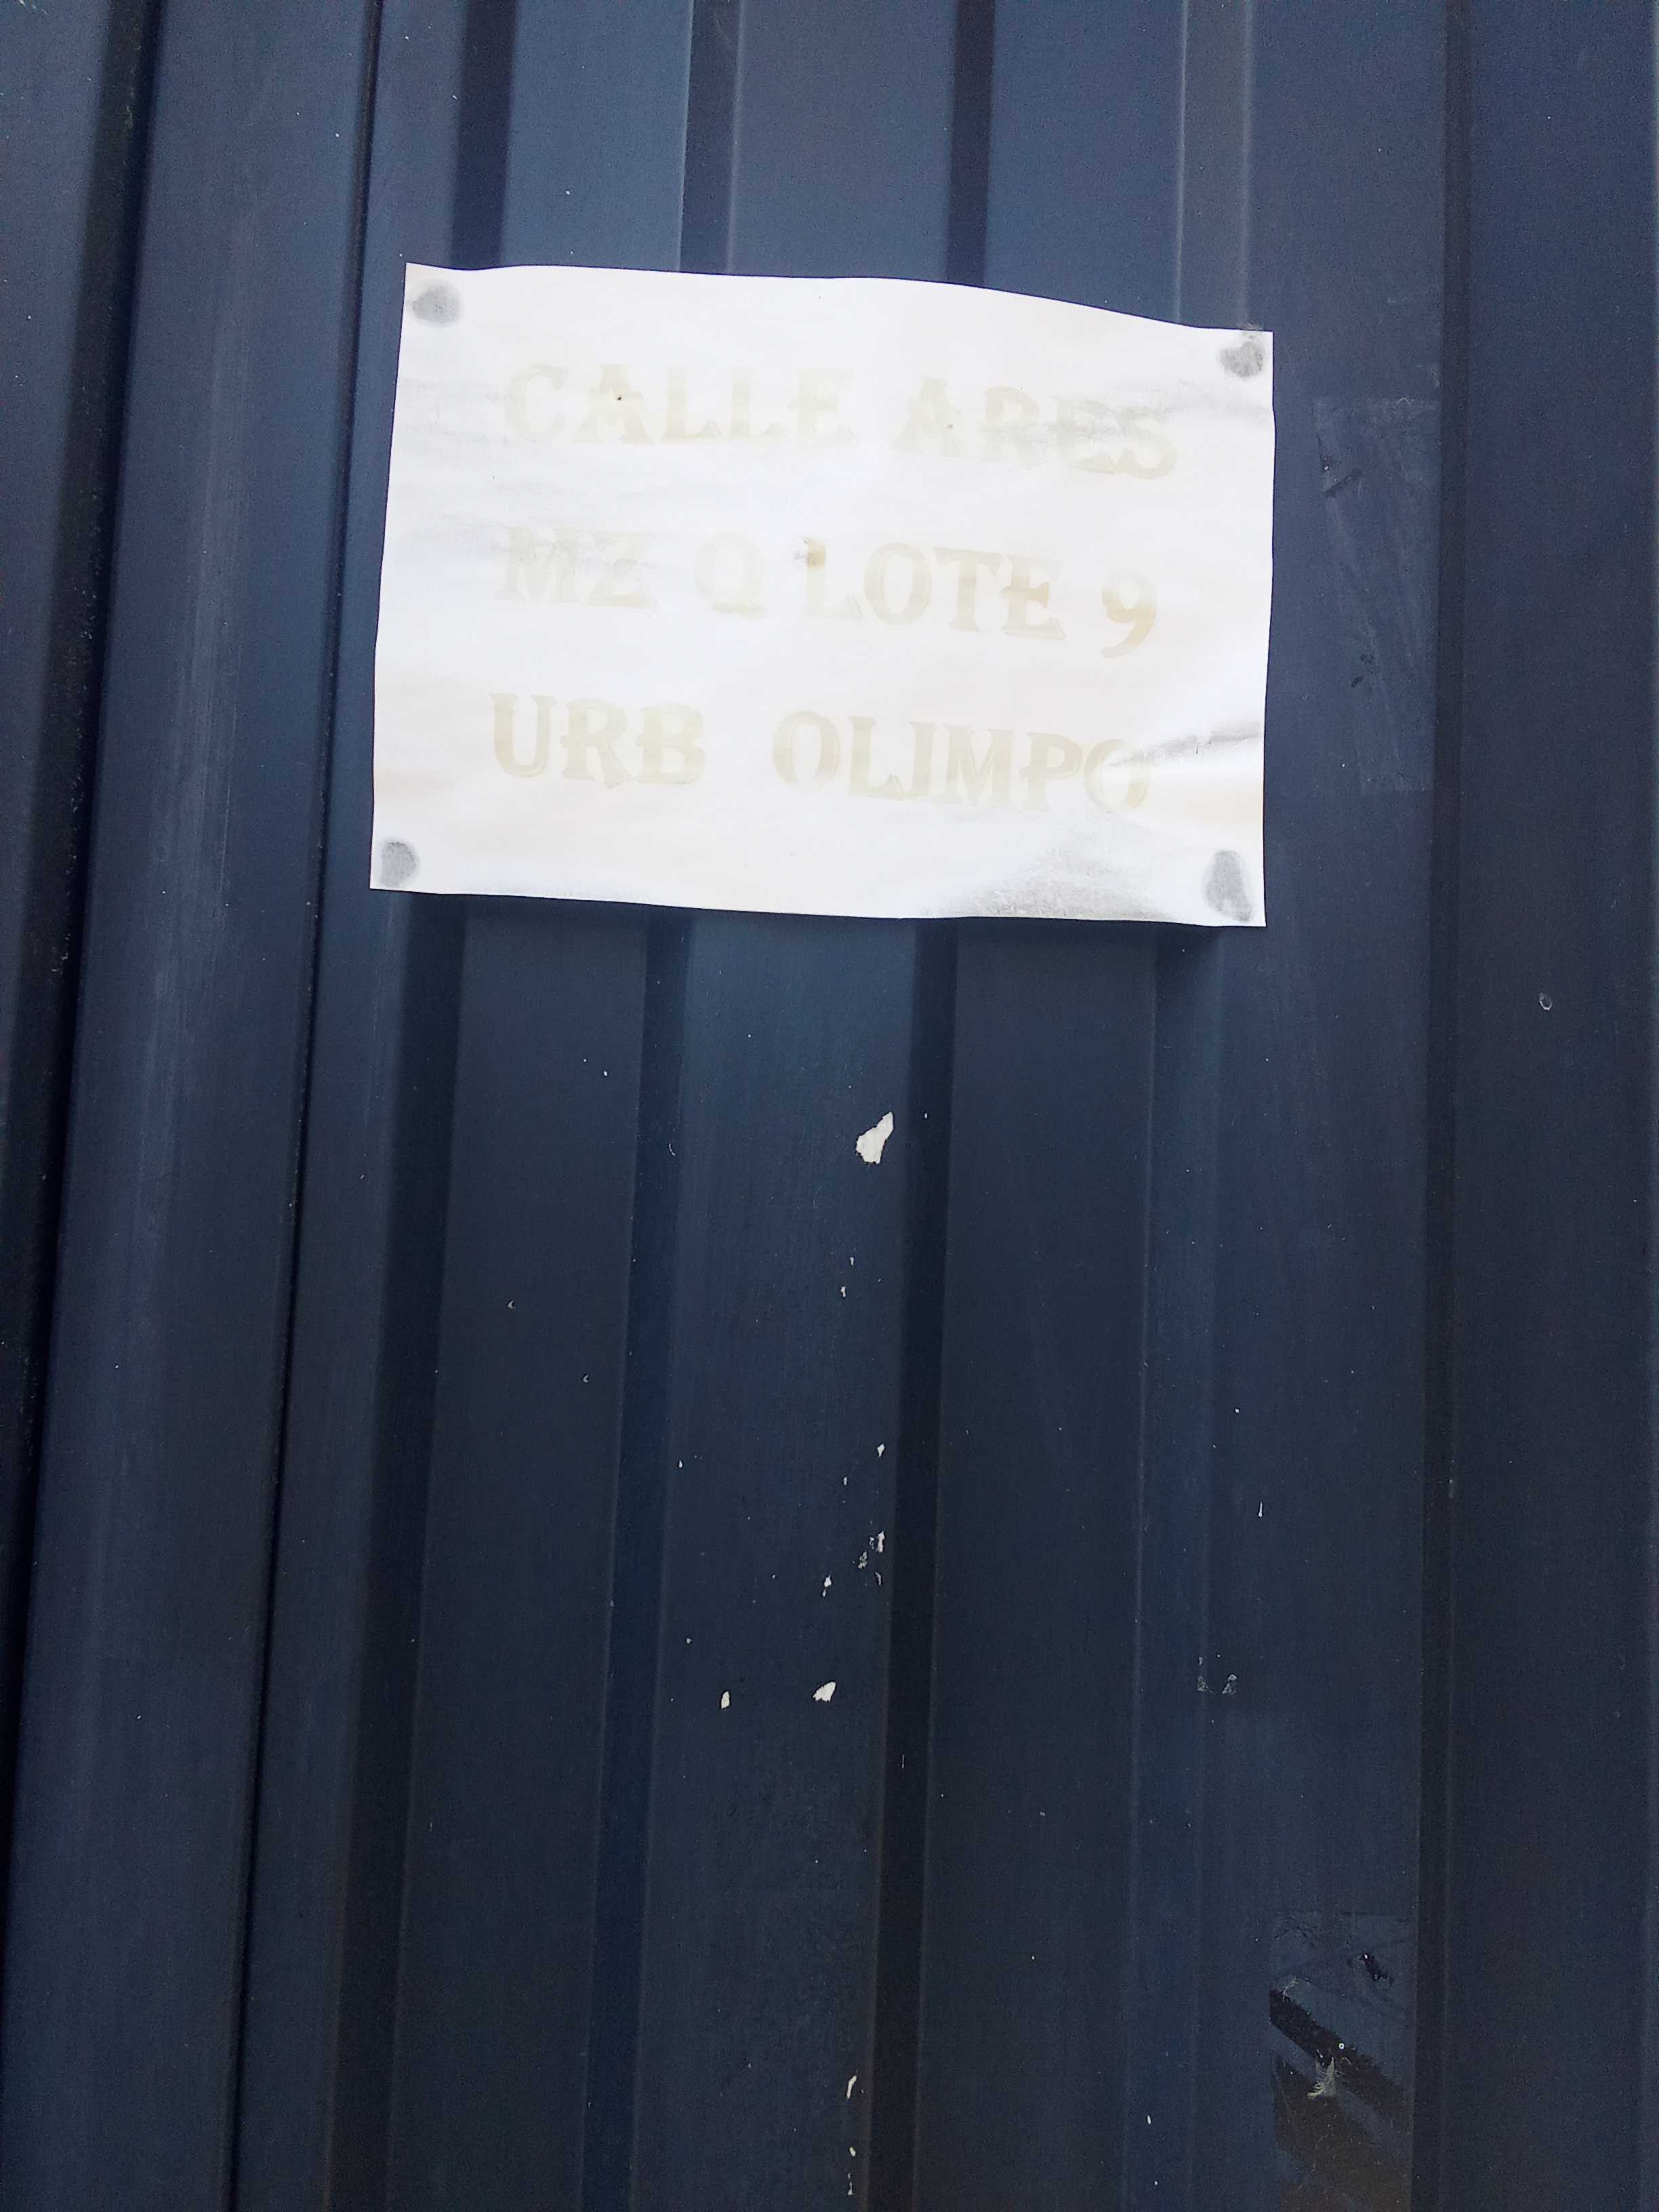 CALLE ARES
MZ Q LOTE 9
URB OLIMPO